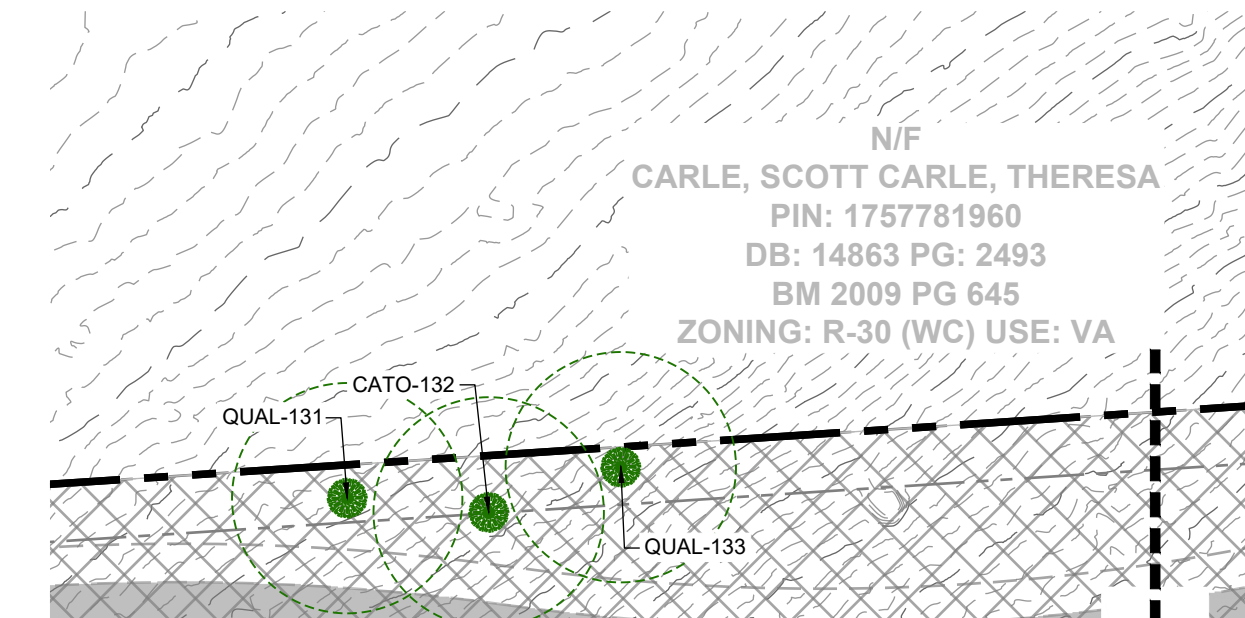 N/F
CARLE, SCOTT CARLE, THERESA
PIN: 1757781960
DB: 14863 PG: 2493
BM 2009 PG 645
ZONING: R-30 (WC) USE: VA
CATO-132
QUAL-131
QUAL-133